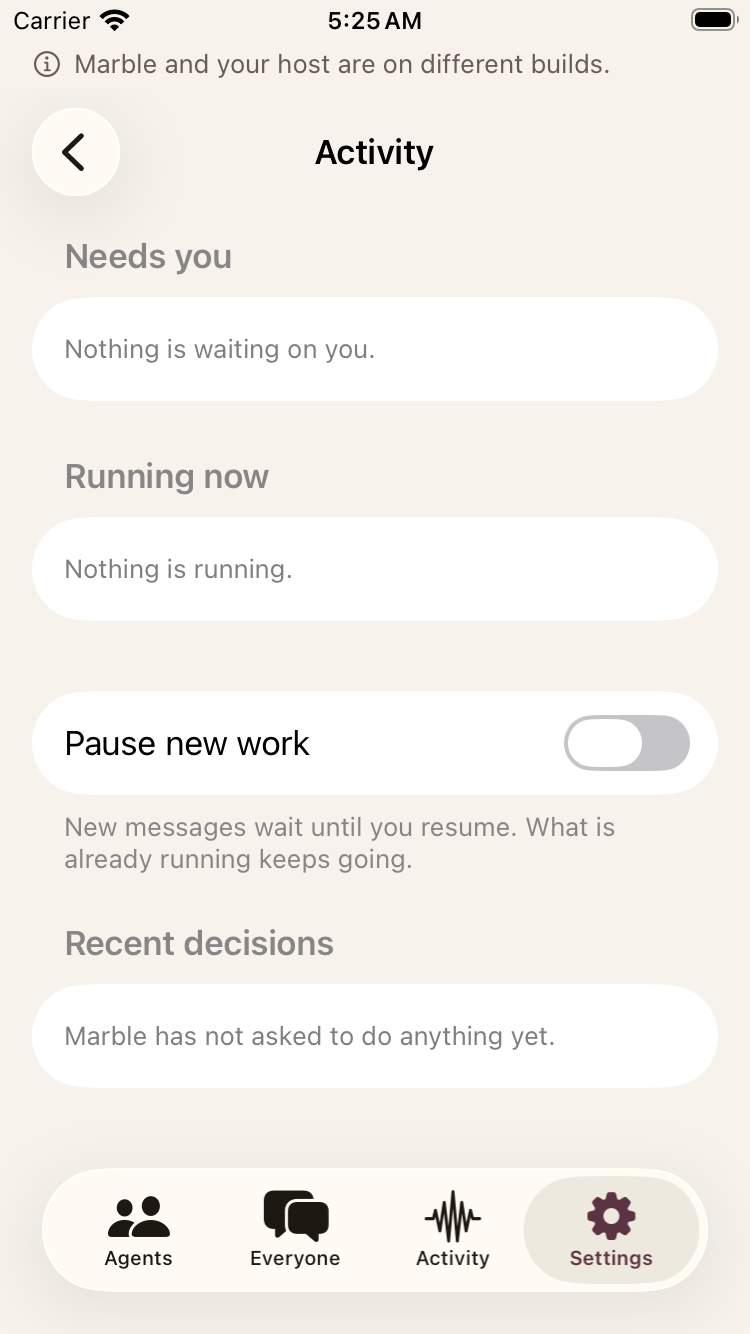 Carrier 5:25 AM
Marble and your host are on different builds.
Activity
Needs you
Nothing is waiting on you.
Running now
Nothing is running.
Pause new work
New messages wait until you resume. What is
already running keeps going.
Recent decisions
Marble has not asked to do anything yet.
Agents Everyone Activity Settings